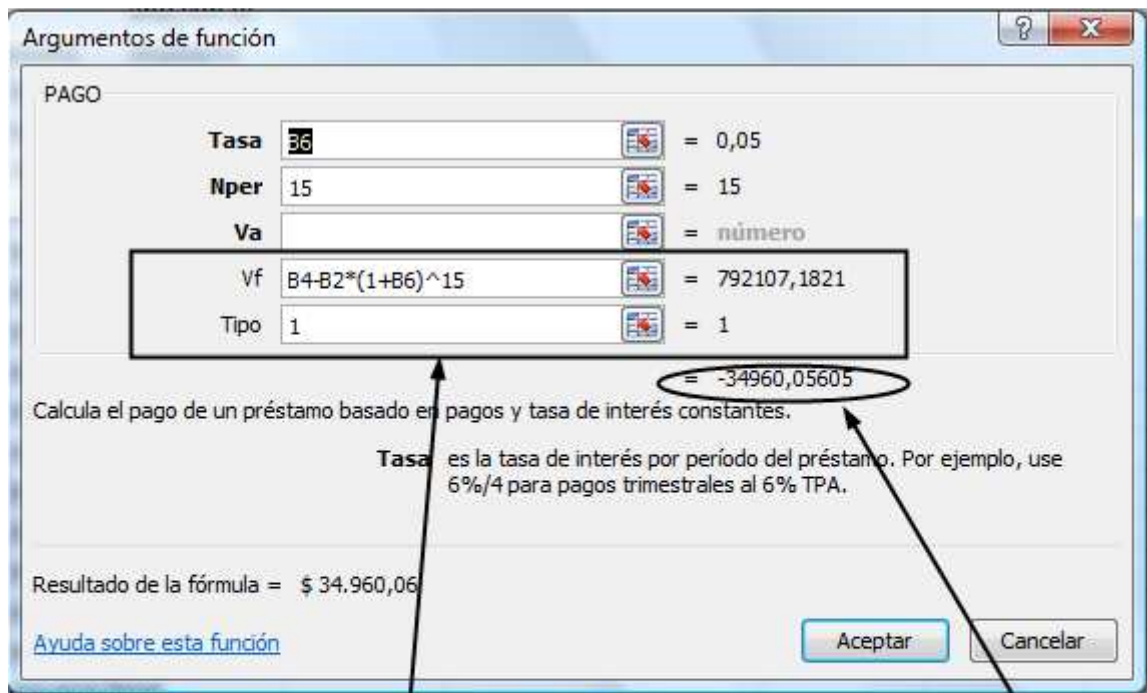 Argumentos de función
PAGO
Tasa B6 = 0,05
Nper 15 = 15
Va = número
Vf B4-B2*(1+B6)^15 = 792107,1821
Tipo 1 = 1
= -34960,05605
Calcula el pago de un préstamo basado en pagos y tasa de interés constantes.
Tasa es la tasa de interés por período del préstamo. Por ejemplo, use
6%/4 para pagos trimestrales al 6% TPA.
Resultado de la fórmula = $ 34.960,06
Ayuda sobre esta función
Aceptar Cancelar